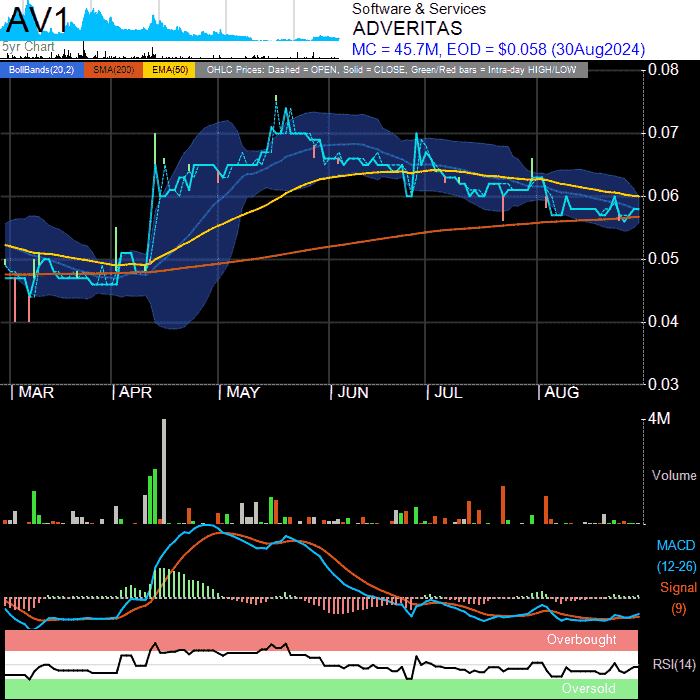 AV1
5yr Chart
Software & Services
ADVERITAS
MC = 45.7M, EOD = $0.058 (30Aug2024)
BollBands(20,2) SMA(200) EMA(50) OHLC Prices: Dashed = OPEN, Solid = CLOSE, Green/Red bars = Intra-day HIGH/LOW
0.08
0.07
0.06
0.05
0.04
0.03
MAR APR MAY JUN JUL AUG
4M
Volume
MACD
(12-26)
Signal
(9)
Overbought
RSI(14)
Oversold